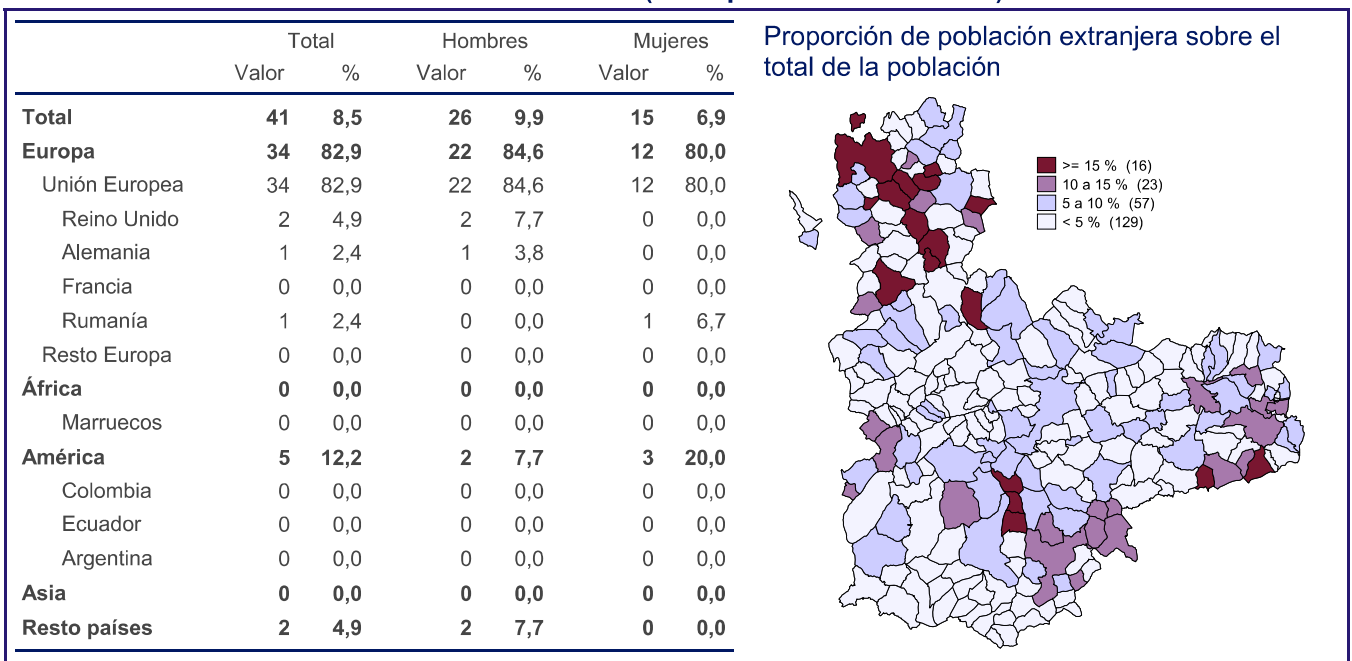 Total Hombres Mujeres
Valor % Valor % Valor %
Total 41 8,5 26 9,9 15 6,9
Europa 34 82,9 22 84,6 12 80,0
Unión Europea 34 82,9 22 84,6 12 80,0
Reino Unido 2 4,9 2 7,7 0 0,0
Alemania 1 2,4 1 3,8 0 0,0
Francia 0 0,0 0 0,0 0 0,0
Rumanía 1 2,4 0 0,0 1 6,7
Resto Europa 0 0,0 0 0,0 0 0,0
África 0 0,0 0 0,0 0 0,0
Marruecos 0 0,0 0 0,0 0 0,0
América 5 12,2 2 7,7 3 20,0
Colombia 0 0,0 0 0,0 0 0,0
Ecuador 0 0,0 0 0,0 0 0,0
Argentina 0 0,0 0 0,0 0 0,0
Asia 0 0,0 0 0,0 0 0,0
Resto países 2 4,9 2 7,7 0 0,0
Proporción de población extranjera sobre el
total de la población
>= 15 % (16)
10 a 15 % (23)
5 a 10 % (57)
< 5 % (129)